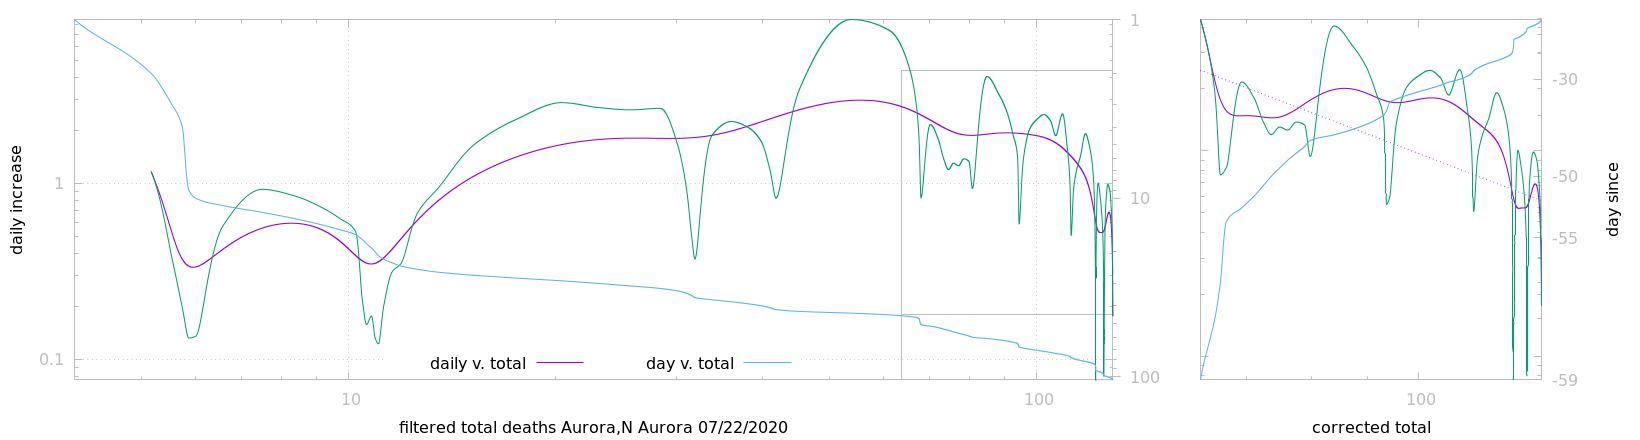 daily increase
1
0.1
10
100
1
10
100
daily v. total
day v. total
filtered total deaths Aurora,N Aurora 07/22/2020
100
-30
-50
-55
-59
day since
corrected total